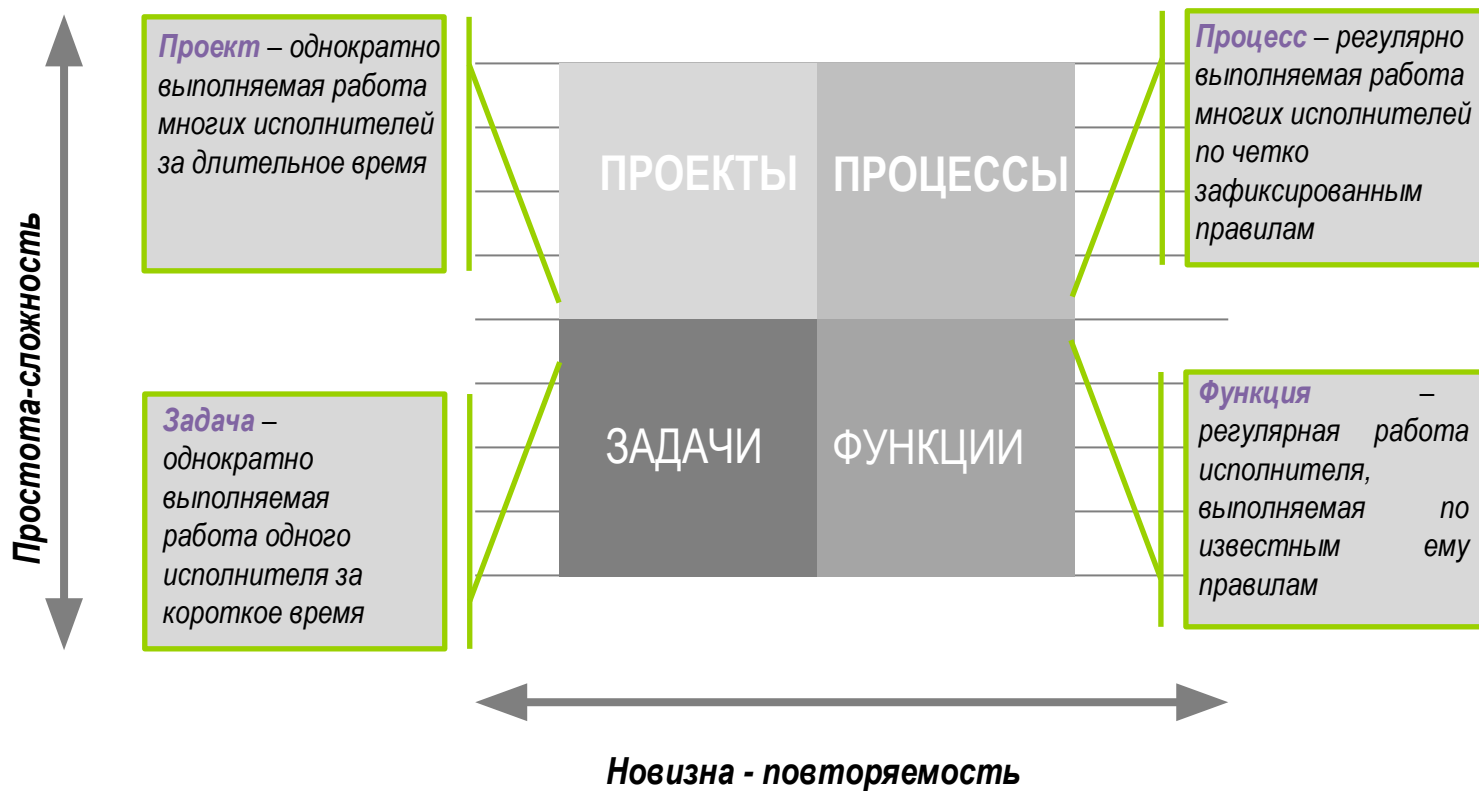 Проект – однократно
выполняемая работа
многих исполнителей
за длительное время
Процесс – регулярно
выполняемая работа
многих исполнителей
по четко
зафиксированным
правилам
ПРОЕКТЫ
ПРОЦЕССЫ
Простота-сложность
Задача –
однократно
выполняемая
работа одного
исполнителя за
короткое время
ЗАДАЧИ
ФУНКЦИИ
Функция –
регулярная работа
исполнителя,
выполняемая по
известным ему
правилам
Новизна - повторяемость